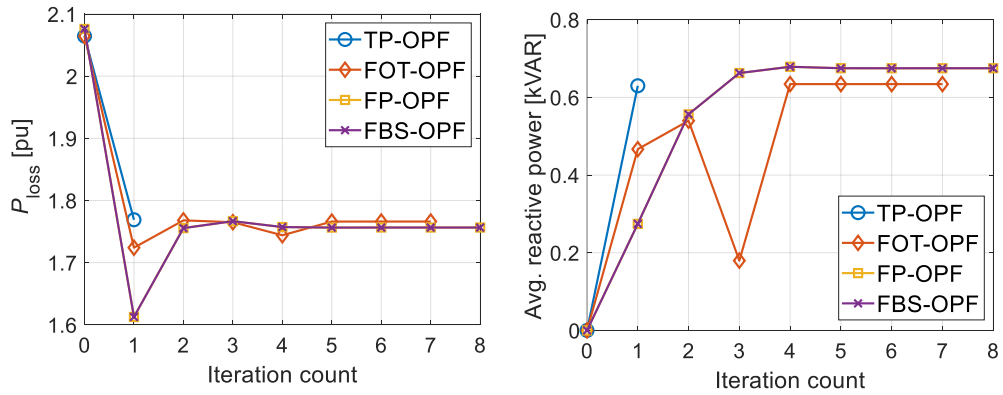 2.1
2
1.9
1.8
1.7
1.6
P_loss [pu]
0 1 2 3 4 5 6 7 8
Iteration count
TP-OPF
FOT-OPF
FP-OPF
FBS-OPF
0.8
0.6
0.4
0.2
0
Avg. reactive power [kVAR]
0 1 2 3 4 5 6 7 8
Iteration count
TP-OPF
FOT-OPF
FP-OPF
FBS-OPF